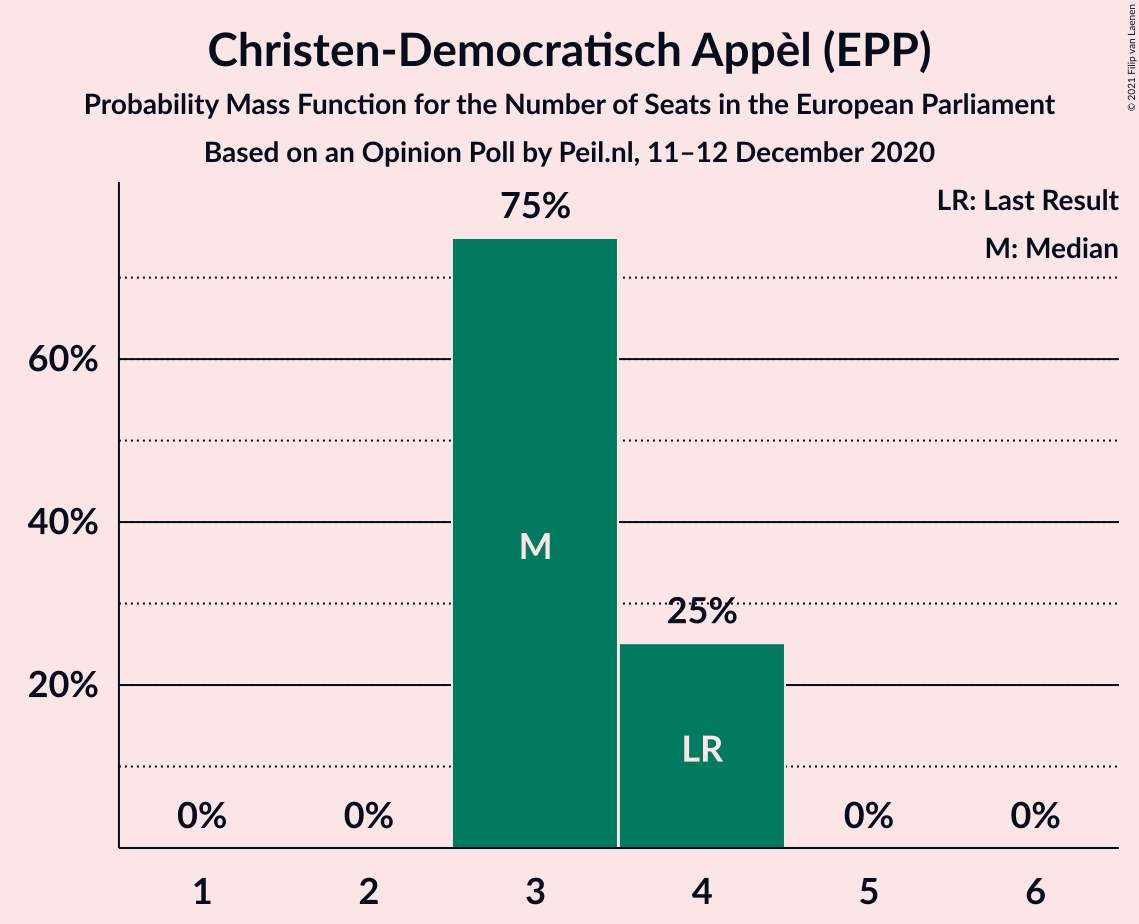 Christen-Democratisch Appèl (EPP)
Probability Mass Function for the Number of Seats in the European Parliament
Based on an Opinion Poll by Peil.nl, 11–12 December 2020
© 2021 Filip van Laenen
LR: Last Result
M: Median
75%
60%
40%
M
25%
20%
LR
0%
0%
0%
0%
1
2
3
4
5
6